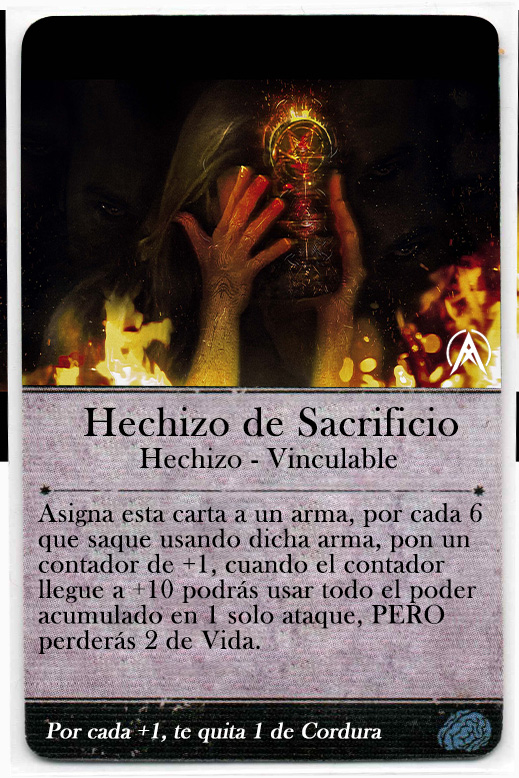 Hechizo de Sacrificio
Hechizo - Vinculable
Asigna esta carta a un arma, por cada 6
que saque usando dicha arma, pon un
contador de +1, cuando el contador
llegue a +10 podrás usar todo el poder
acumulado en 1 solo ataque, PERO
perderás 2 de Vida.
Por cada +1, te quita 1 de Cordura